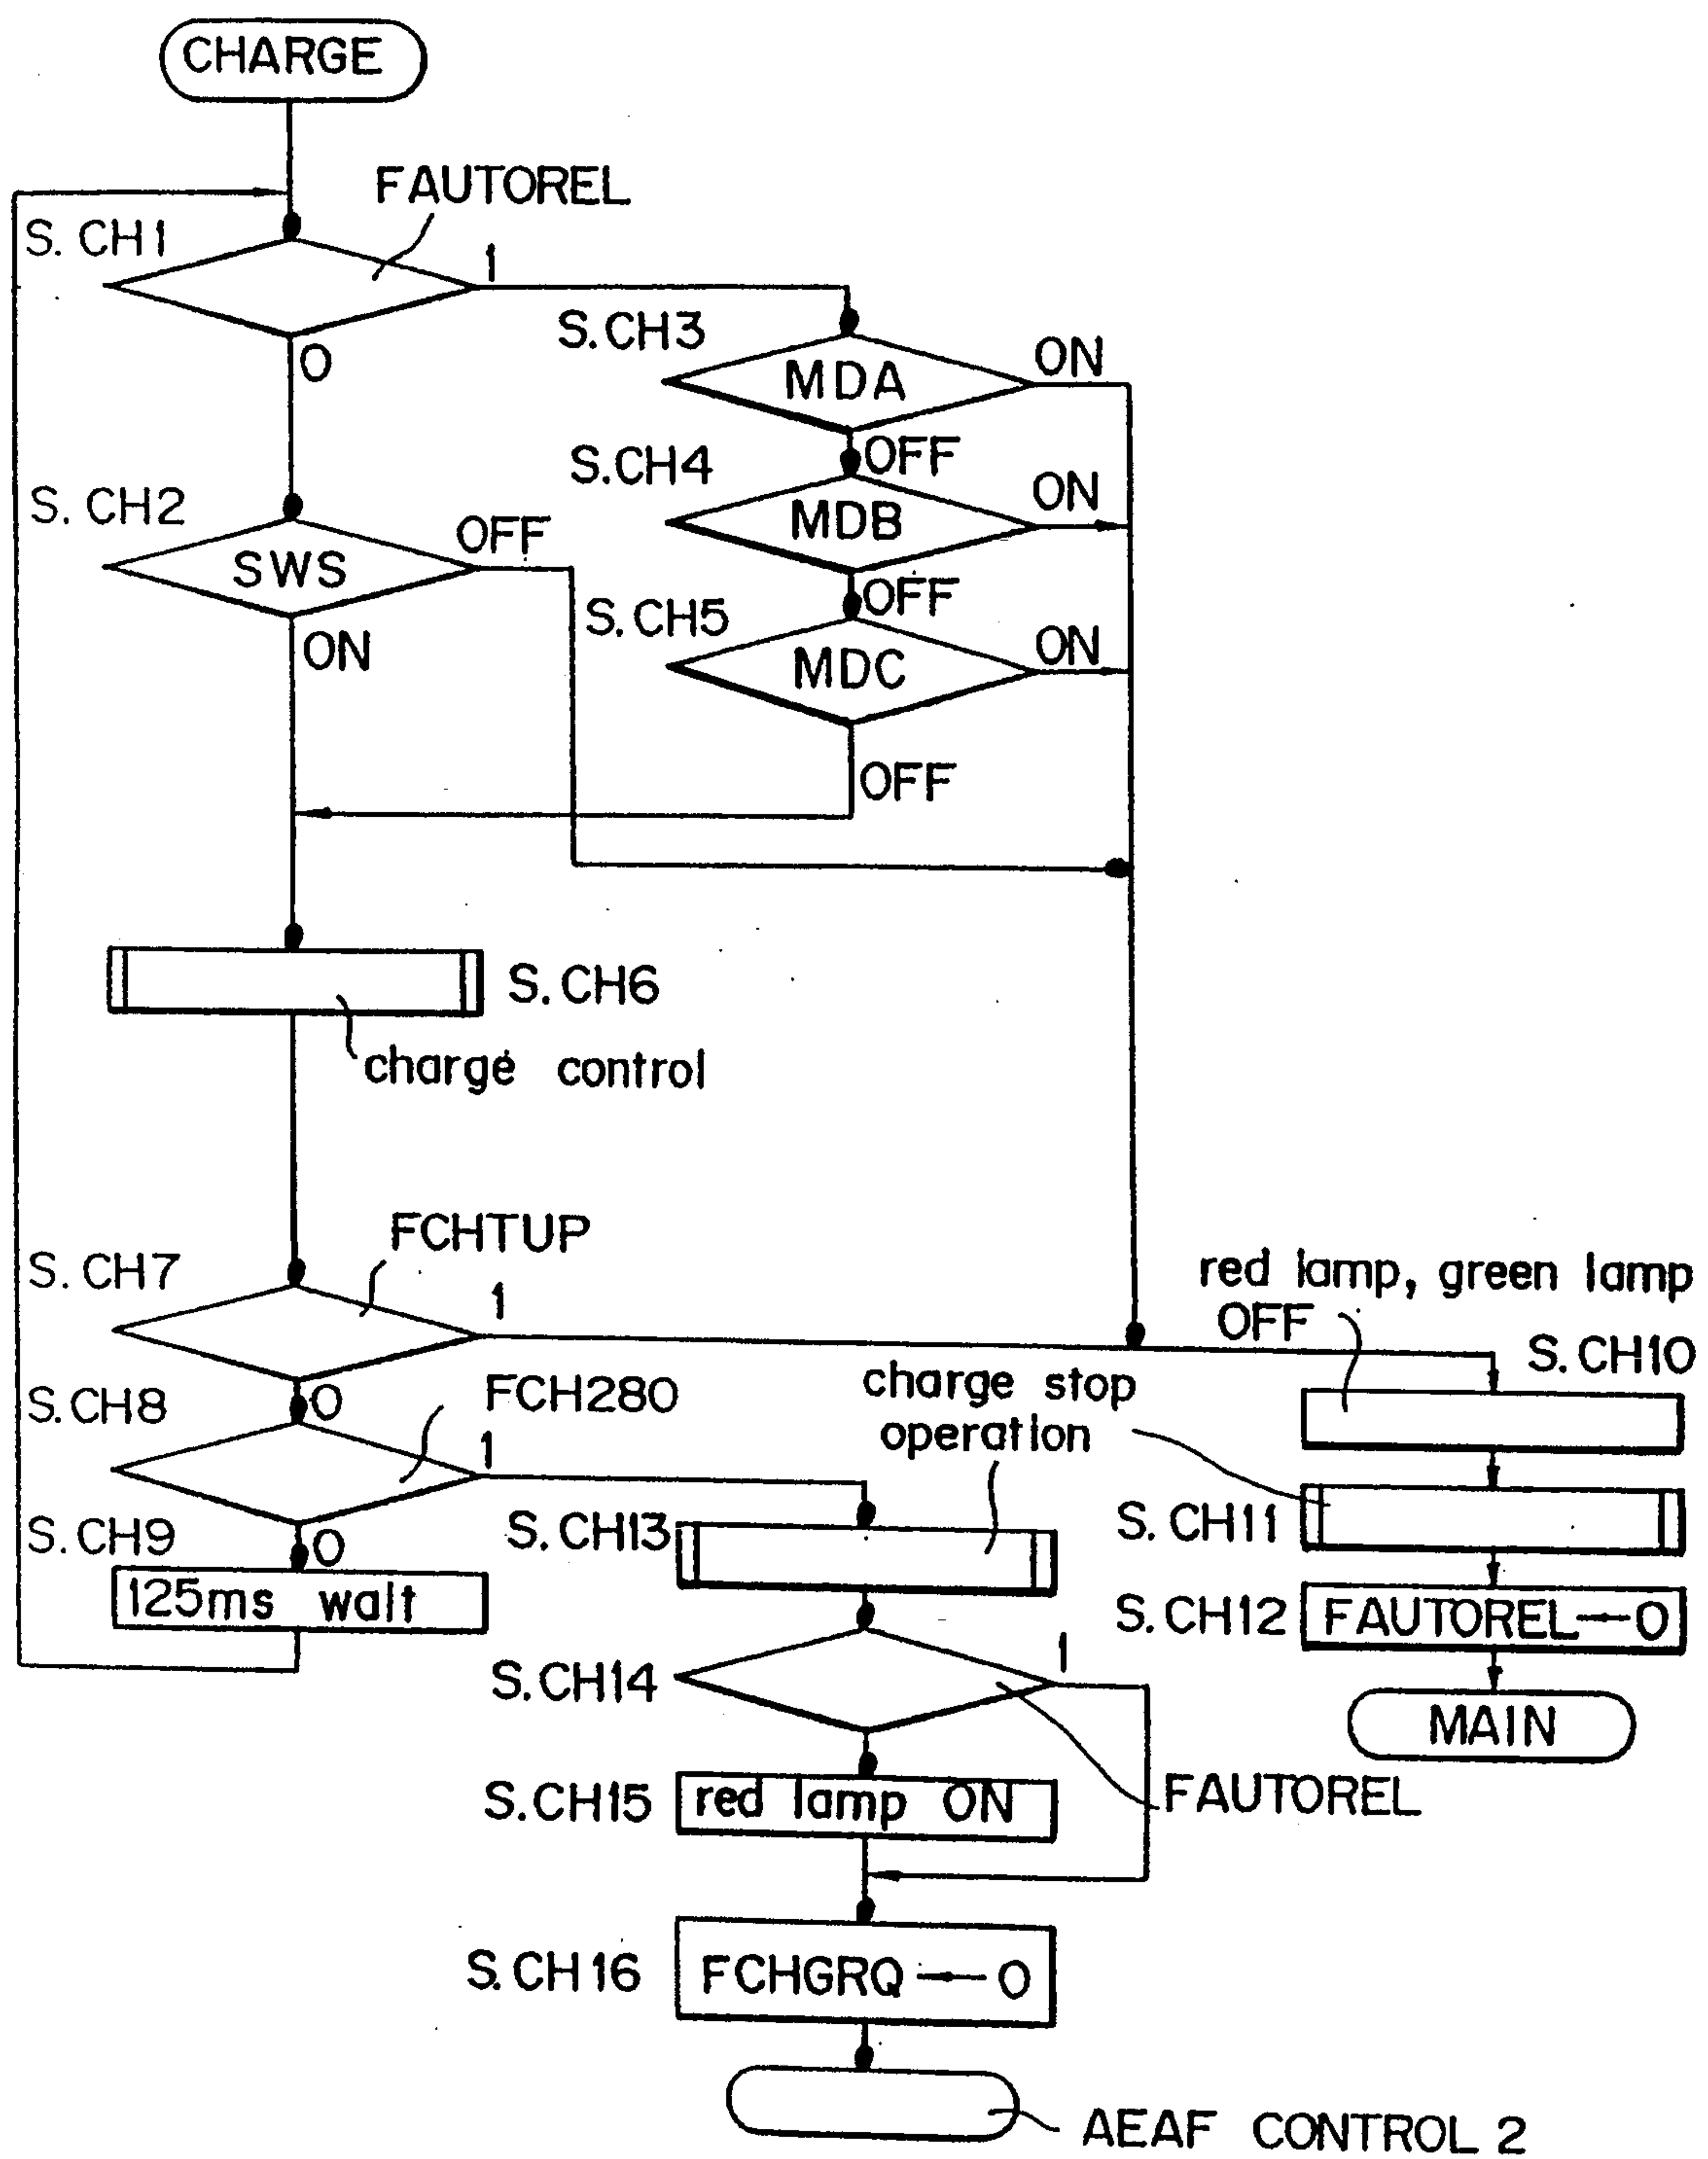 CHARGE
FAUTOREL
S. CH1
1
0
S.CH3
MDA
ON
OFF
S.CH4
MDB
ON
S. CH2
SWS
OFF
ON
OFF
S.CH5
MDC
ON
OFF
S.CH6
charge control
FCHTUP
S. CH7
1
0
red lamp, green lamp
OFF
S.CH10
charge stop
operation
S.CH8
FCH280
1
0
S.CH9
125ms wait
S.CH13
S. CH11
S.CH12
FAUTOREL←0
MAIN
S.CH14
1
FAUTOREL
S.CH15
red lamp ON
S.CH16
FCHGRQ ← 0
AEAF CONTROL 2